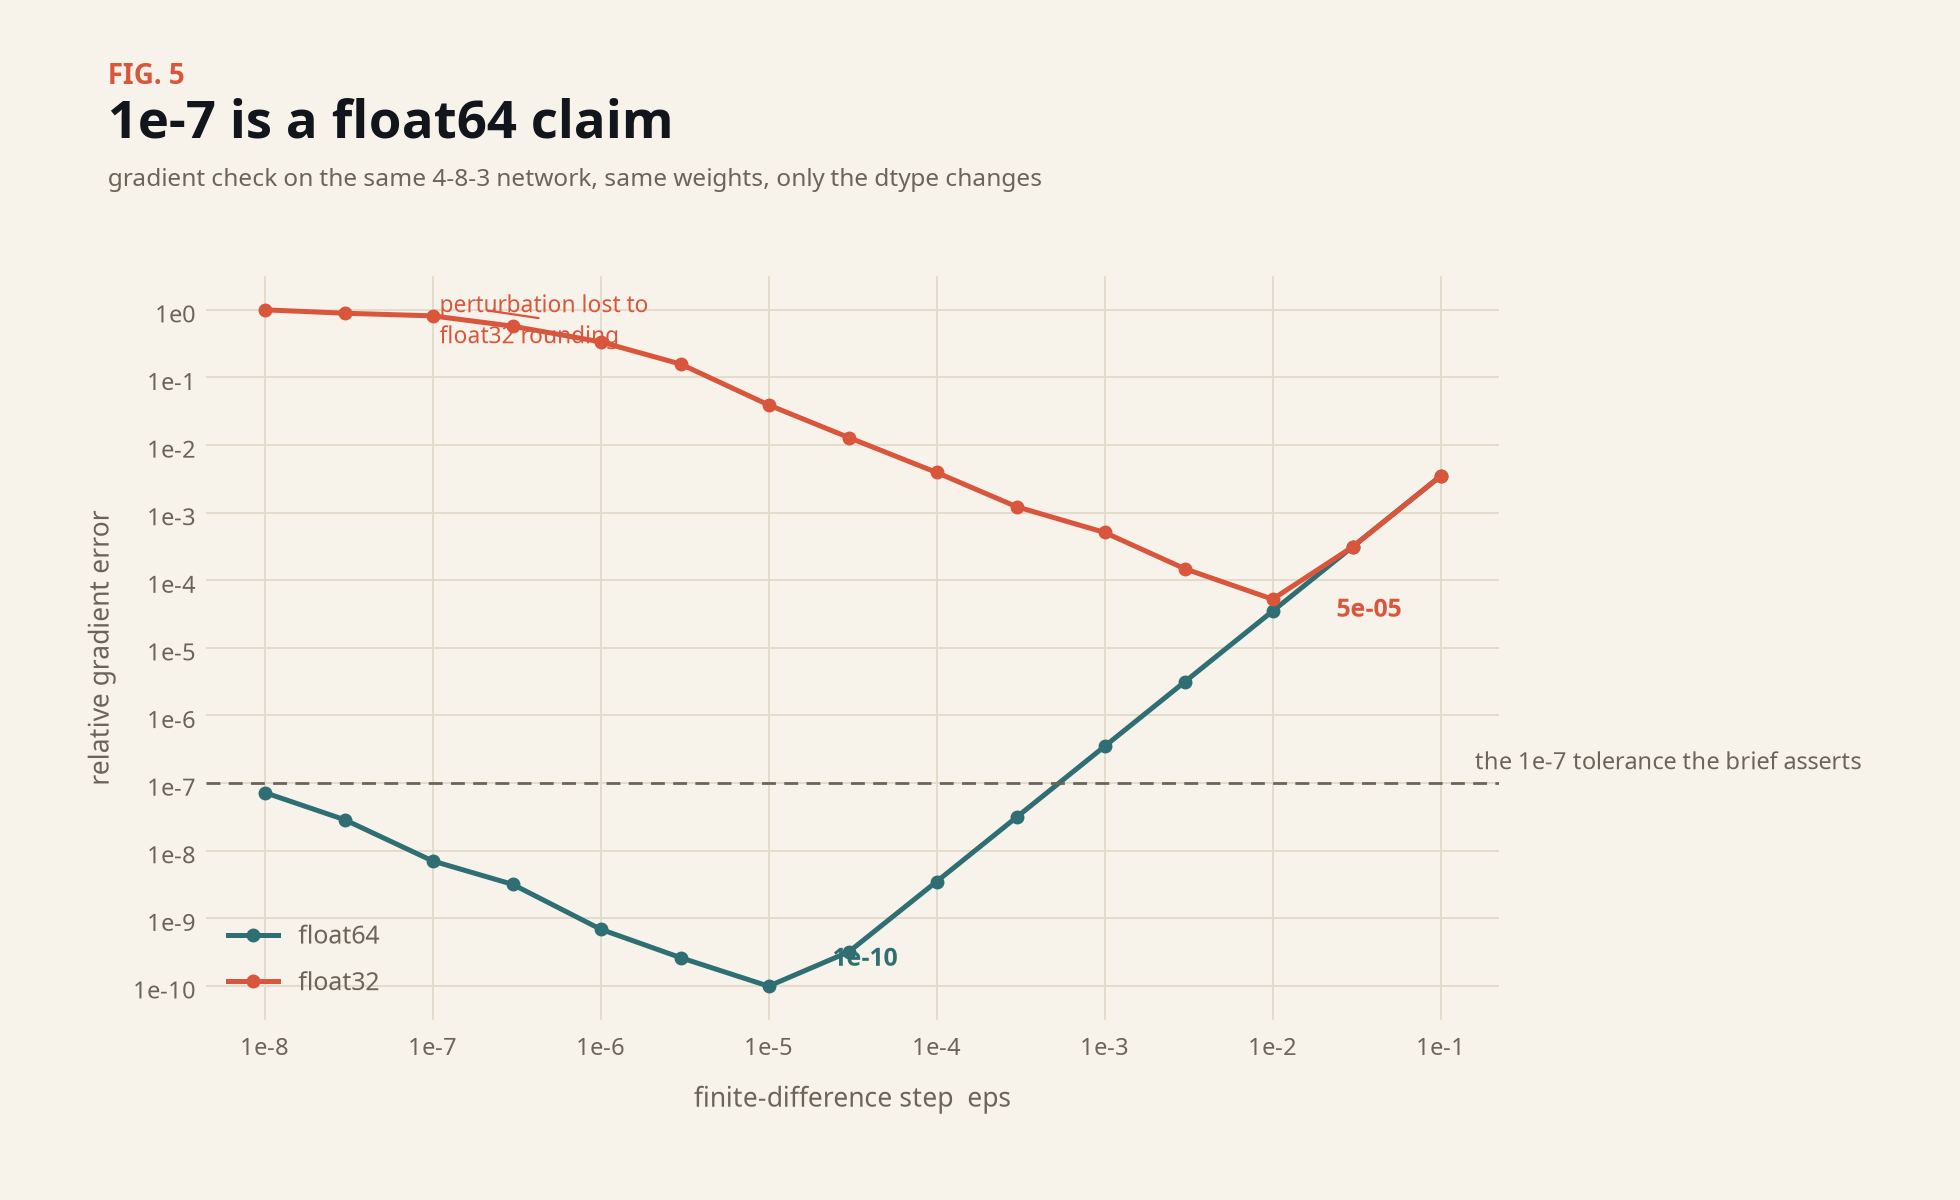 FIG. 5
1e-7 is a float64 claim
gradient check on the same 4-8-3 network, same weights, only the dtype changes
perturbation lost to
float32 rounding
1e0
1e-1
1e-2
1e-3
1e-4
1e-5
1e-6
1e-7
1e-8
1e-9
1e-10
relative gradient error
5e-05
the 1e-7 tolerance the brief asserts
1e-10
float64
float32
1e-8
1e-7
1e-6
1e-5
1e-4
1e-3
1e-2
1e-1
finite-difference step  eps